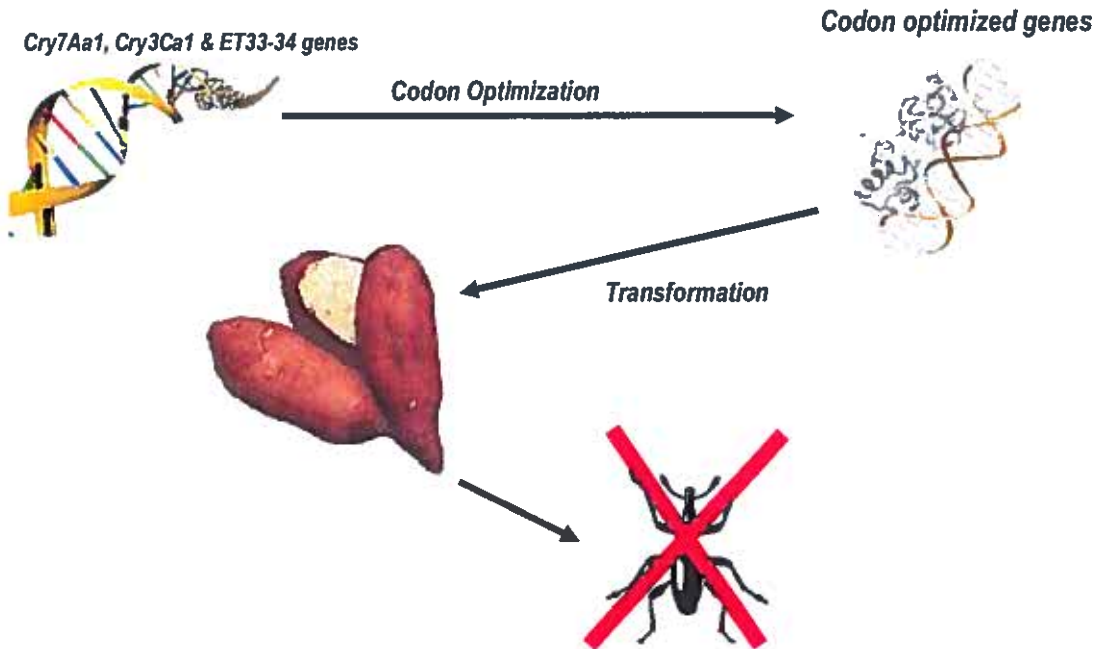 Codon optimized genes
Cry7Aa1, Cry3Ca1 & ET33-34 genes
Codon Optimization
Transformation